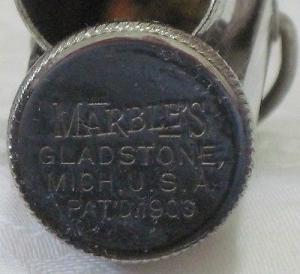 MARBLE'S
GLADSTONE,
MICH. U.S.A.
PAT'D.1903